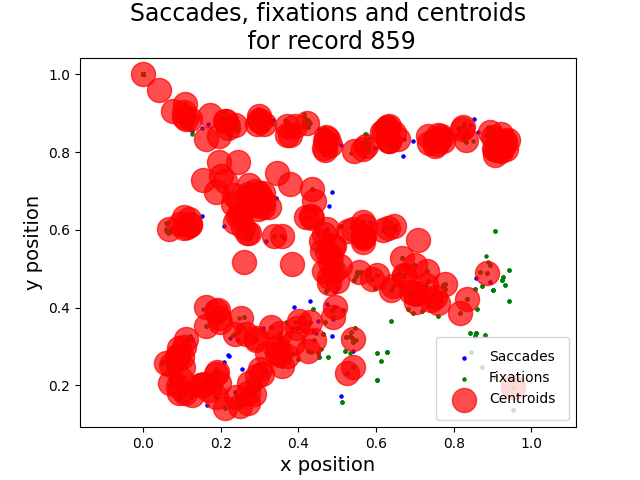 Saccades, fixations and centroids
for record 859
1.0
0.8
0.6
0.4
0.2
y position
0.0
0.2
0.4
0.6
0.8
1.0
x position
Saccades
Fixations
Centroids